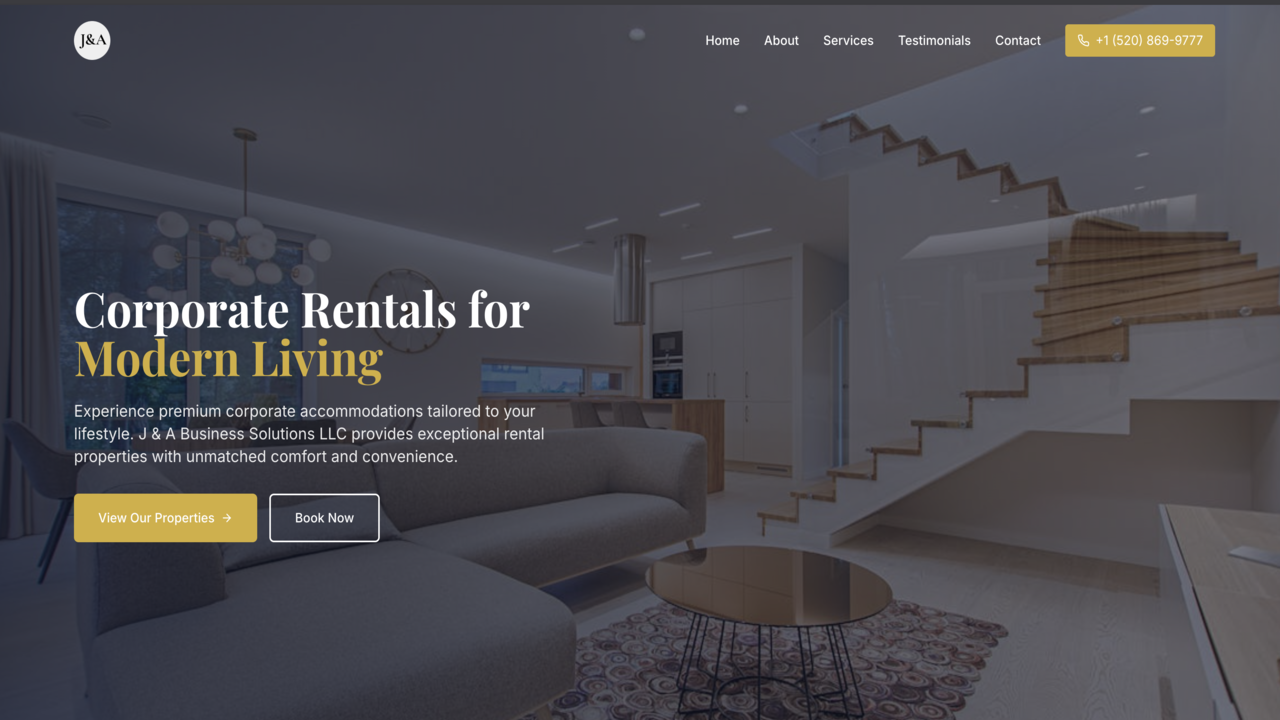 J&A
Home
About
Services
Testimonials
Contact
+1 (520) 869-9777
Corporate Rentals for
Modern Living
Experience premium corporate accommodations tailored to your
lifestyle. J & A Business Solutions LLC provides exceptional rental
properties with unmatched comfort and convenience.
View Our Properties →
Book Now